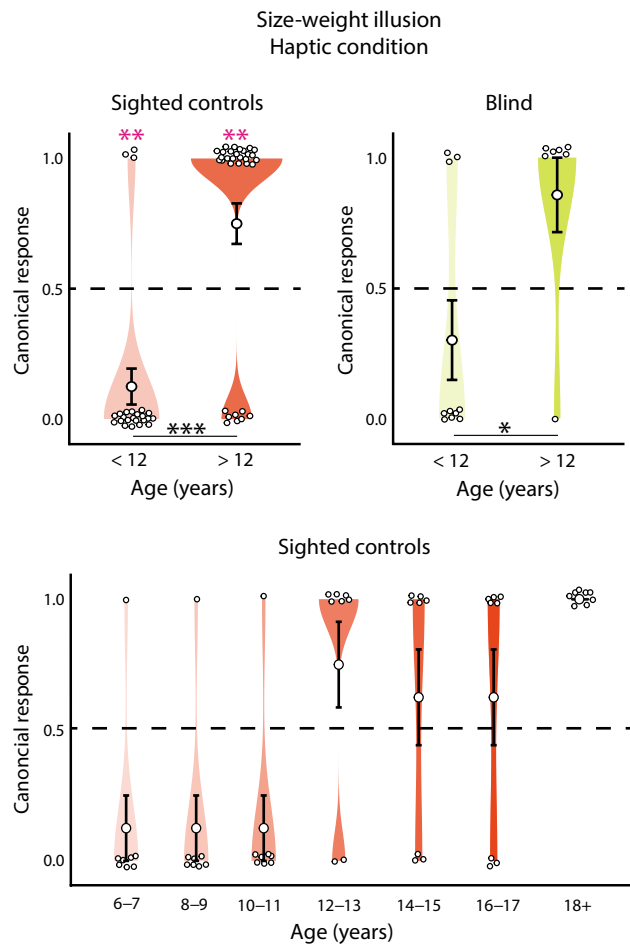 Size-weight illusion
Haptic condition
Sighted controls
** **
1.0
0.5
0.0
Canonical response
***
< 12 > 12
Age (years)
Blind
1.0
0.5
0.0
Canonical response
*
< 12 > 12
Age (years)
Sighted controls
1.0
0.5
0.0
Canoncial response
6–7 8–9 10–11 12–13 14–15 16–17 18+
Age (years)